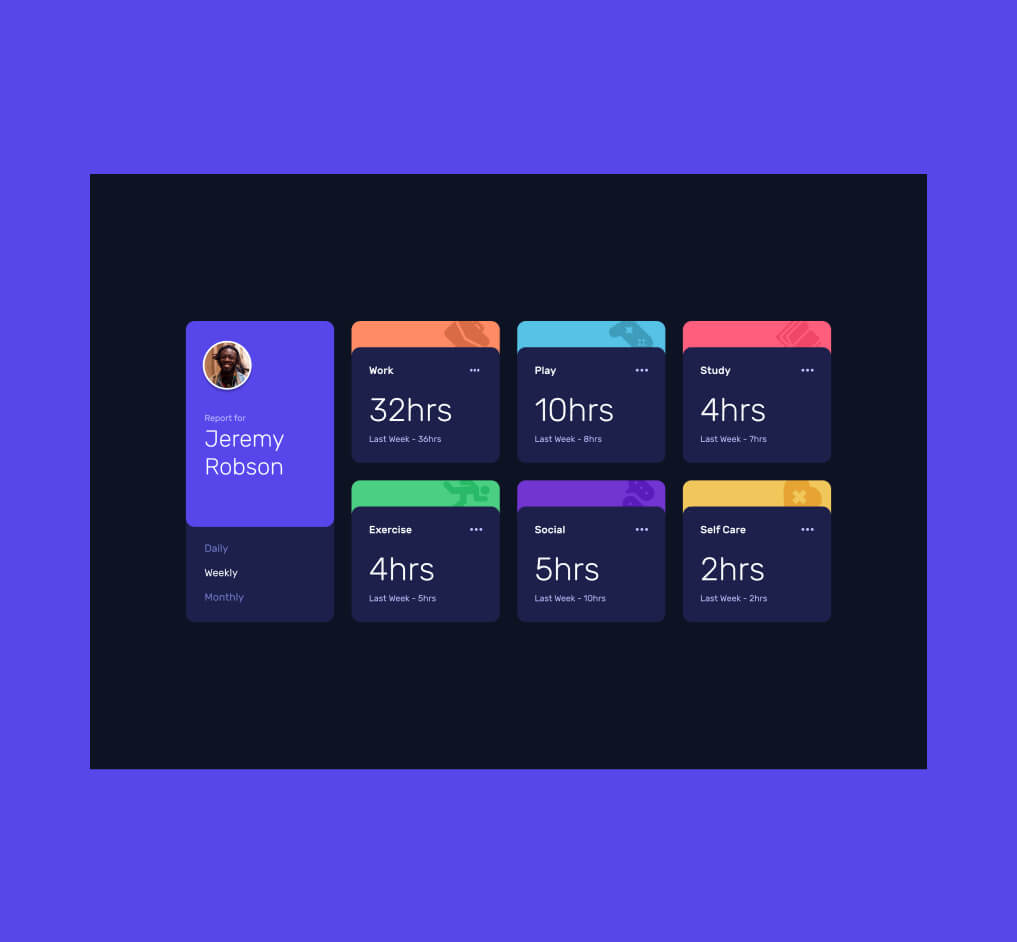 Report for
Jeremy
Robson
Daily
Weekly
Monthly
Work
32hrs
Last Week - 36hrs
Play
10hrs
Last Week - 8hrs
Study
4hrs
Last Week - 7hrs
Exercise
4hrs
Last Week - 5hrs
Social
5hrs
Last Week - 10hrs
Self Care
2hrs
Last Week - 2hrs